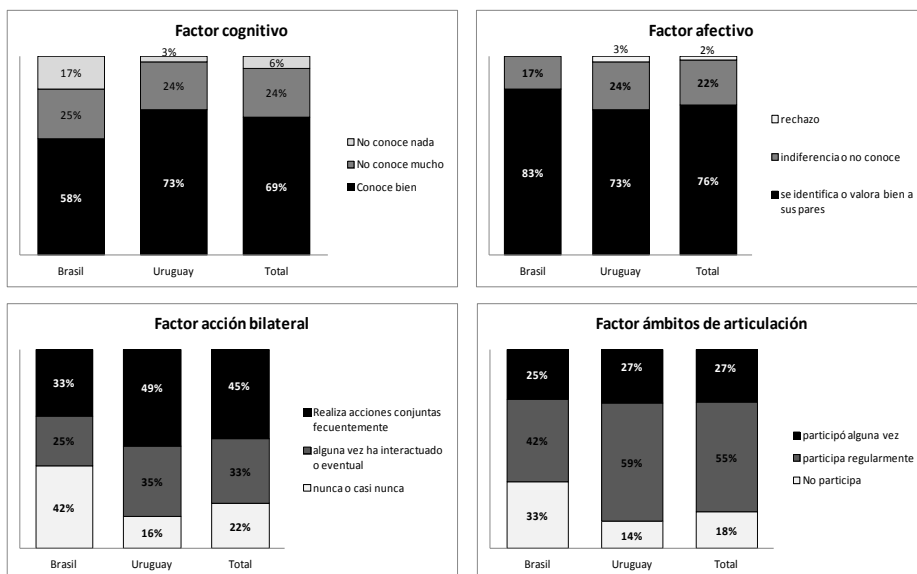 Factor cognitivo
3%
6%
17%
24%
24%
25%
58%
73%
69%
No conoce nada
No conoce mucho
Conoce bien
Brasil Uruguay Total
Factor afectivo
3%
2%
17%
24%
22%
83%
73%
76%
rechazo
indiferencia o no conoce
se identifica o valora bien a
sus pares
Brasil Uruguay Total
Factor acción bilateral
33%
49%
45%
25%
35%
33%
42%
16%
22%
Realiza acciones conjuntas
fecuentemente
alguna vez ha interactuado
o eventual
nunca o casi nunca
Brasil Uruguay Total
Factor ámbitos de articulación
25%
27%
27%
42%
59%
55%
33%
14%
18%
participó alguna vez
participa regularmente
No participa
Brasil Uruguay Total